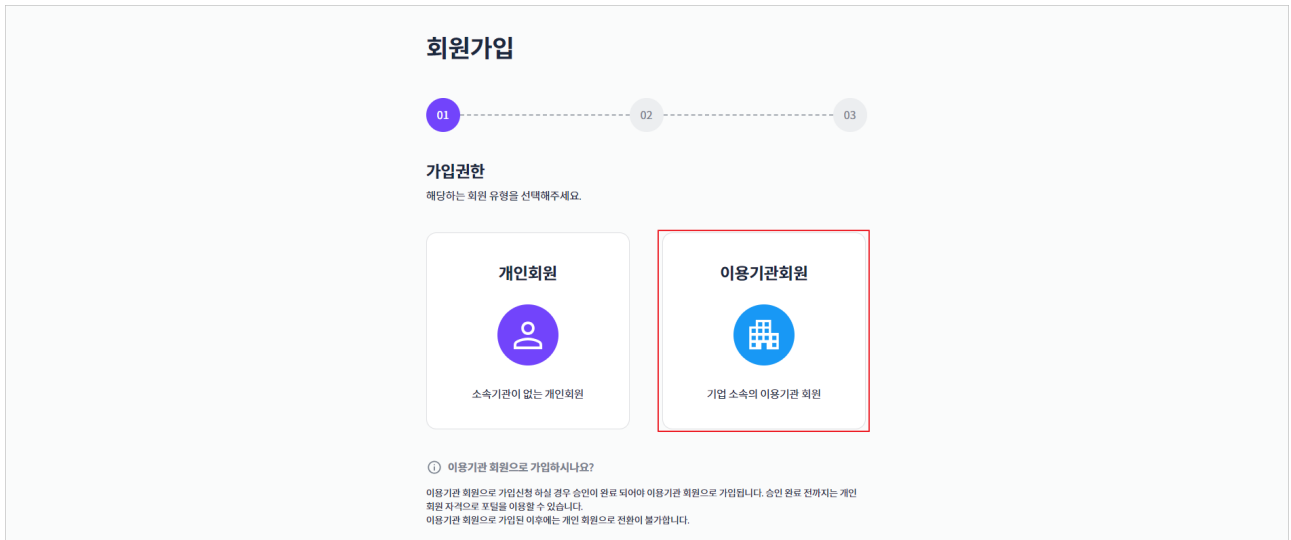 회원가입
01
02
03
가입권한
해당하는 회원 유형을 선택해주세요.
개인회원
이용기관회원
소속기관이 없는 개인회원
기업 소속의 이용기관 회원
이용기관 회원으로 가입하시나요?
이용기관 회원으로 가입신청 하실 경우 승인이 완료 되어야 이용기관 회원으로 가입됩니다. 승인 완료 전까지는 개인
회원 자격으로 포털을 이용할 수 있습니다.
이용기관 회원으로 가입된 이후에는 개인 회원으로 전환이 불가합니다.